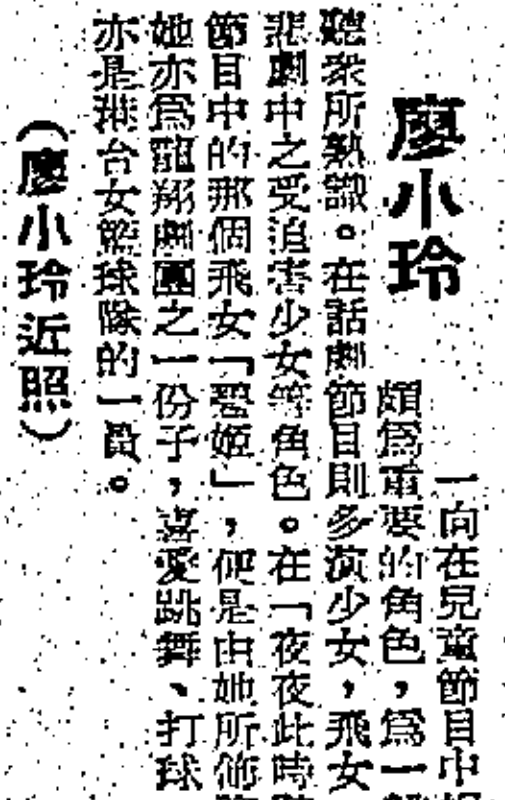 廖小玲
一向在兒童節目中
頗爲重要的角色，爲一
聽衆所熟識。在話劇節目則多演少女，飛女
悲劇中之受迫害少女等角色。在「夜夜此時
節目中的那個飛女「碧姬」，便是由她所飾
她亦爲龍翔劇團之一份子，喜愛跳舞、打球
亦是港台女籃球隊的一員。
（廖小玲近照）